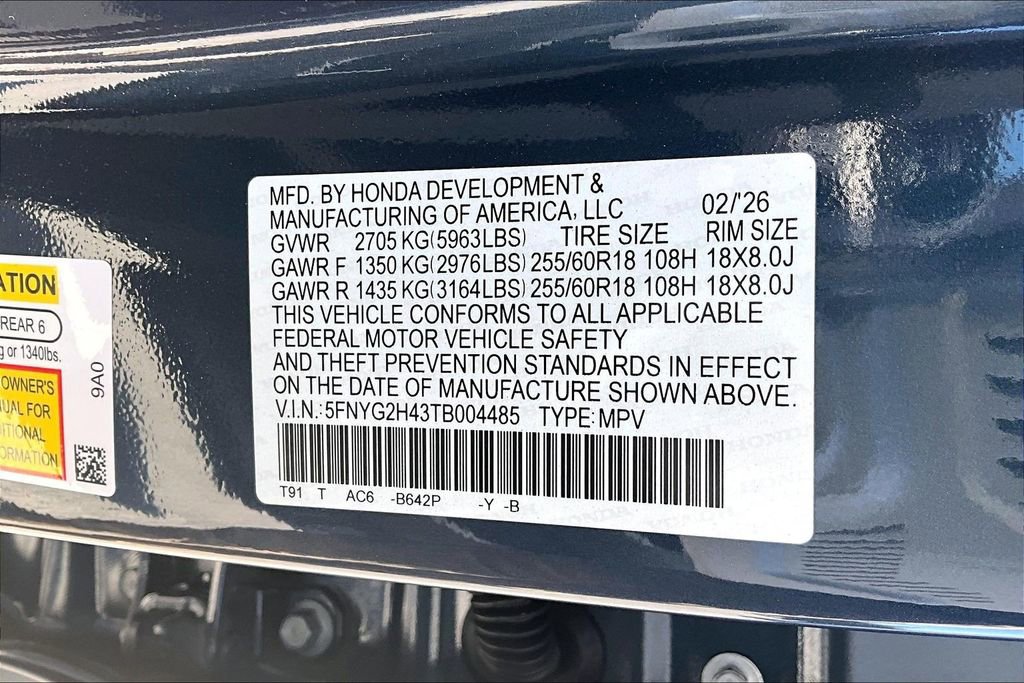 MFD. BY HONDA DEVELOPMENT &
MANUFACTURING OF AMERICA, LLC 02/'26
GVWR 2705 KG(5963LBS) TIRE SIZE RIM SIZE
GAWR F 1350 KG(2976LBS) 255/60R18 108H 18X8.0J
GAWR R 1435 KG(3164LBS) 255/60R18 108H 18X8.0J
THIS VEHICLE CONFORMS TO ALL APPLICABLE
FEDERAL MOTOR VEHICLE SAFETY
AND THEFT PREVENTION STANDARDS IN EFFECT
ON THE DATE OF MANUFACTURE SHOWN ABOVE.
V.I.N.: 5FNYG2H43TB004485 TYPE: MPV
T91 T AC6 -B642P -Y -B
ATION
REAR 6
g or 1340lbs.
OWNER'S
UAL FOR
ITIONAL
ORMATION
9A0